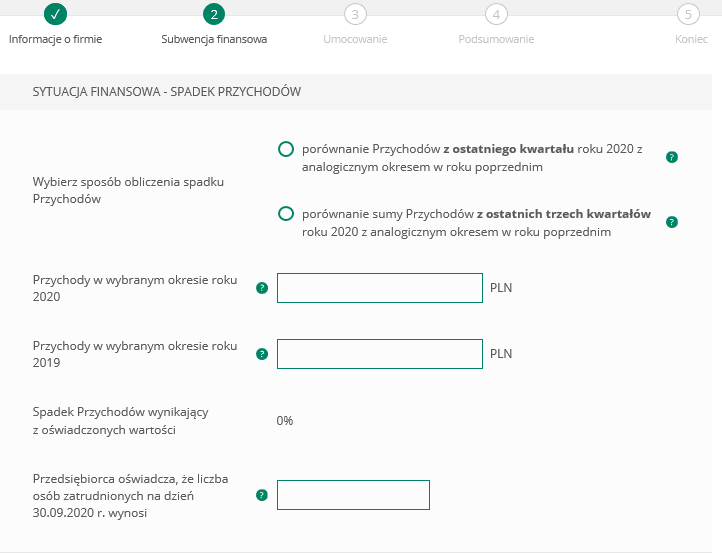 ✓ 2 3 4 5
Informacje o firmie Subwencja finansowa Umocowanie Podsumowanie Koniec
SYTUACJA FINANSOWA - SPADEK PRZYCHODÓW
Wybierz sposób obliczenia spadku
Przychodów
porównanie Przychodów z ostatniego kwartału roku 2020 z
analogicznym okresem w roku poprzednim
?
porównanie sumy Przychodów z ostatnich trzech kwartałów
roku 2020 z analogicznym okresem w roku poprzednim
?
Przychody w wybranym okresie roku
2020
? PLN
Przychody w wybranym okresie roku
2019
? PLN
Spadek Przychodów wynikający
z oświadczonych wartości
0%
Przedsiębiorca oświadcza, że liczba
osób zatrudnionych na dzień
30.09.2020 r. wynosi
?